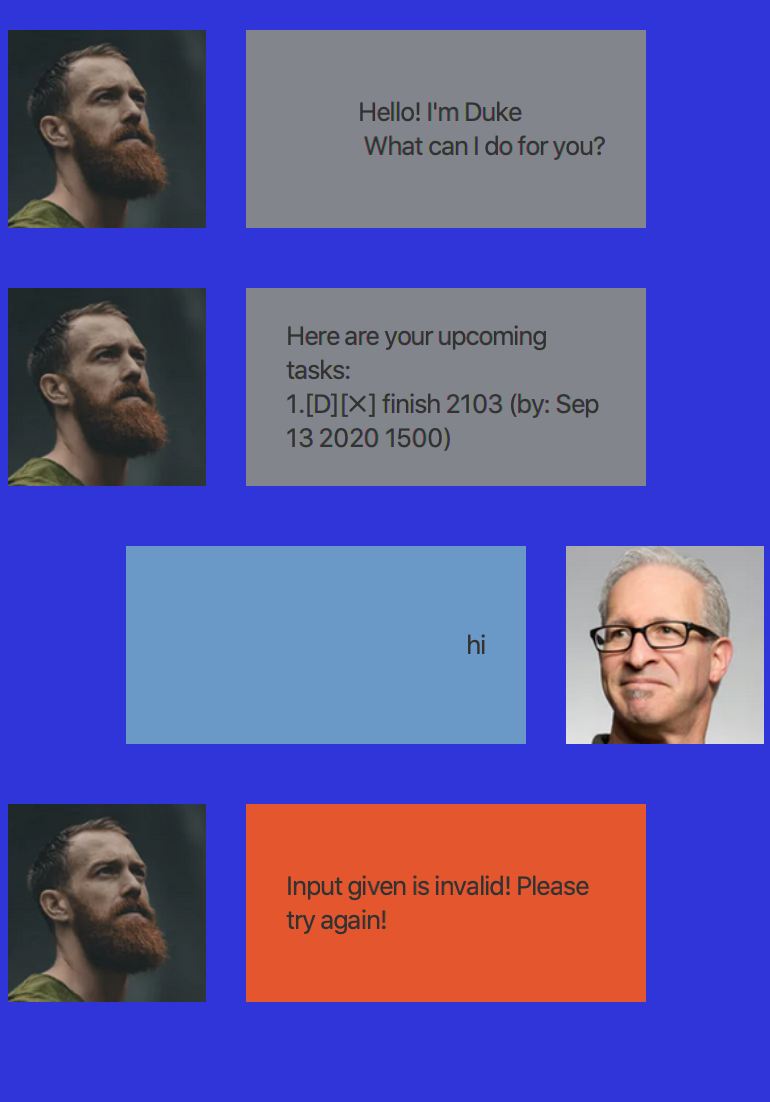 Hello! I'm Duke
What can I do for you?
Here are your upcoming
tasks:
1.[D][✕] finish 2103 (by: Sep
13 2020 1500)
hi
Input given is invalid! Please
try again!